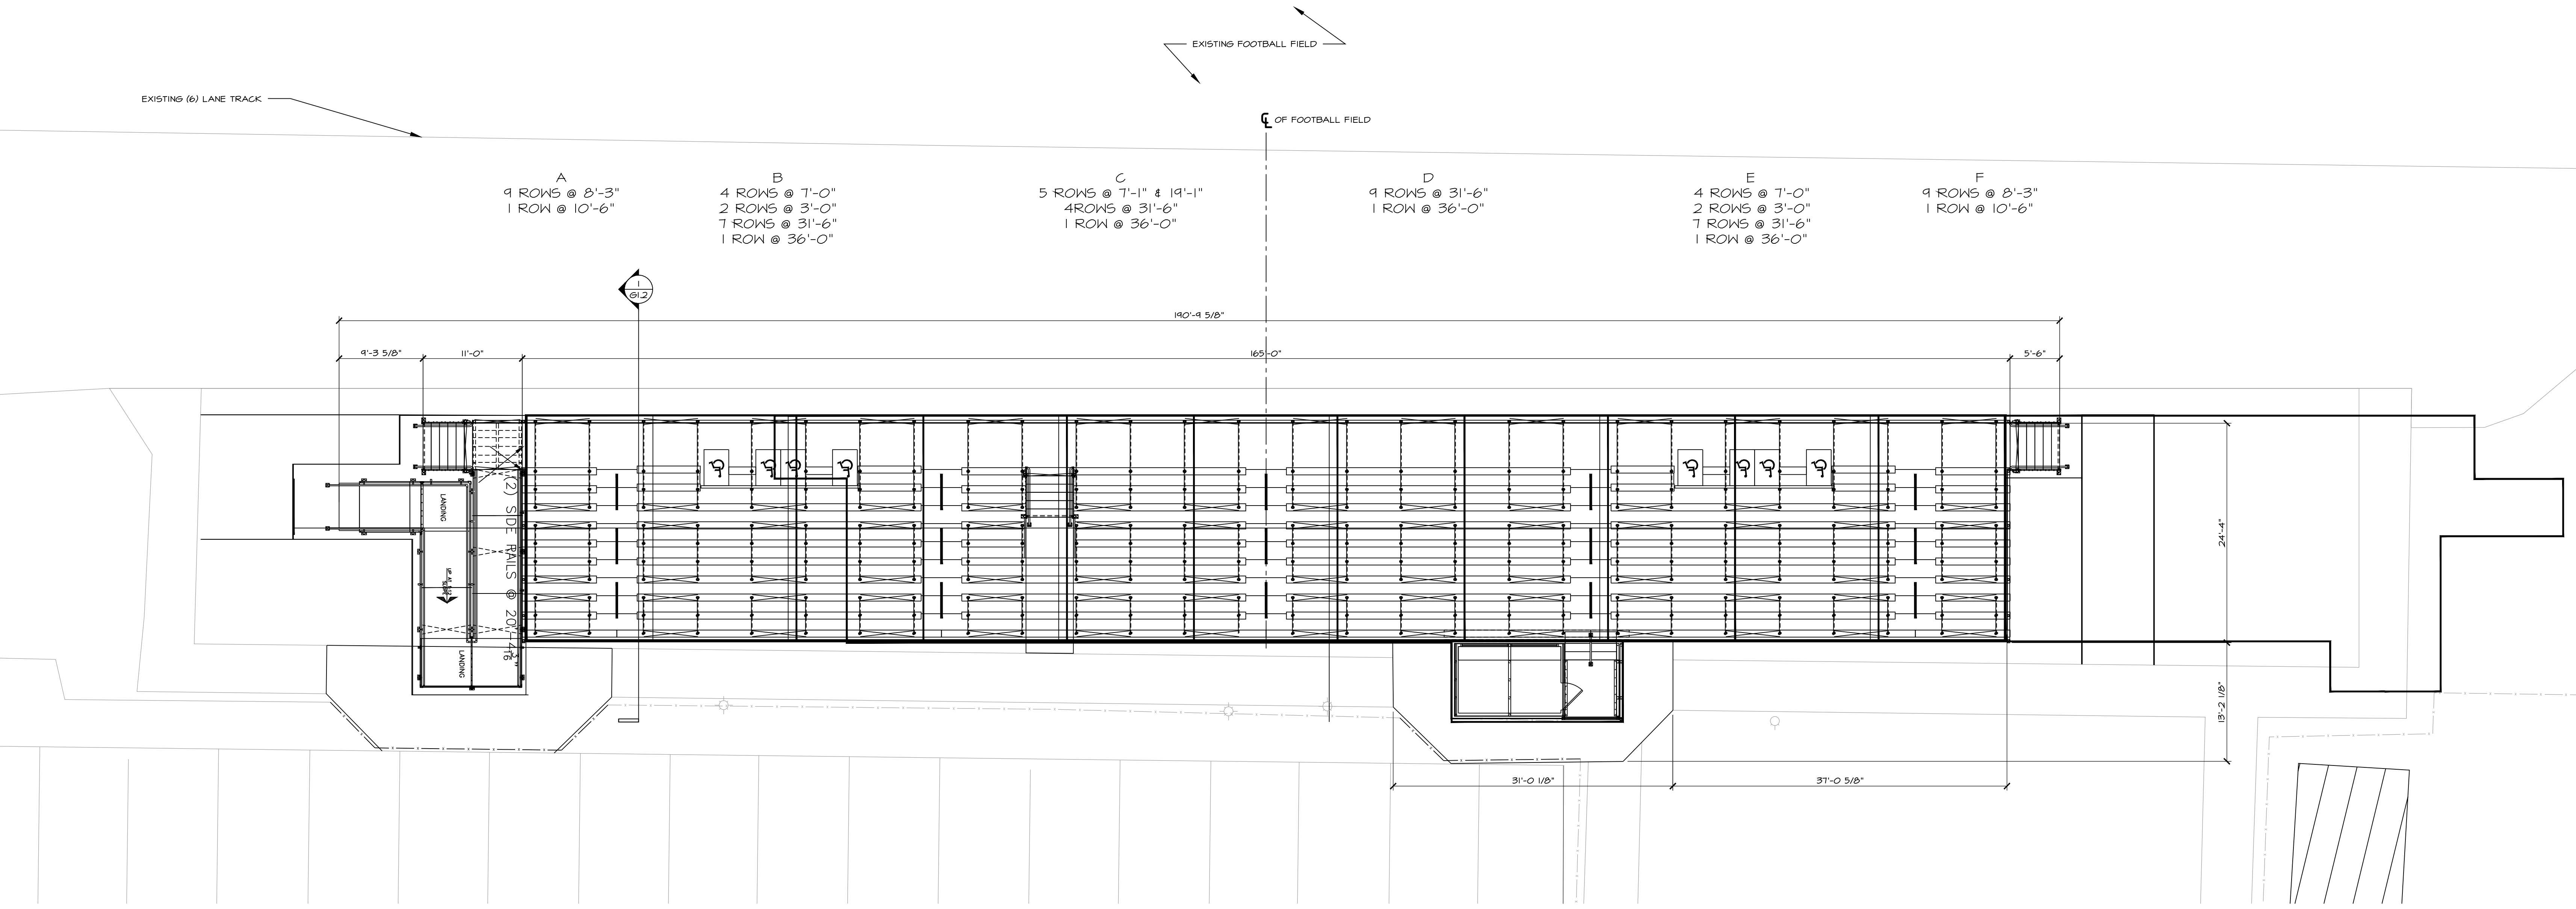 EXISTING FOOTBALL FIELD
EXISTING (6) LANE TRACK
℄ OF FOOTBALL FIELD
A
9 ROWS @ 8'-3"
1 ROW @ 10'-6"
B
4 ROWS @ 7'-0"
2 ROWS @ 3'-0"
7 ROWS @ 31'-6"
1 ROW @ 36'-0"
C
5 ROWS @ 7'-1" & 19'-1"
4ROWS @ 31'-6"
1 ROW @ 36'-0"
D
9 ROWS @ 31'-6"
1 ROW @ 36'-0"
E
4 ROWS @ 7'-0"
2 ROWS @ 3'-0"
7 ROWS @ 31'-6"
1 ROW @ 36'-0"
F
9 ROWS @ 8'-3"
1 ROW @ 10'-6"
1
G1.2
190'-9 5/8"
9'-3 5/8"
11'-0"
165'-0"
5'-6"
LANDING
(2) SIDE RAILS @ 20'-4
LANDING
24'-4"
13'-2 1/8"
31'-0 1/8"
37'-0 5/8"